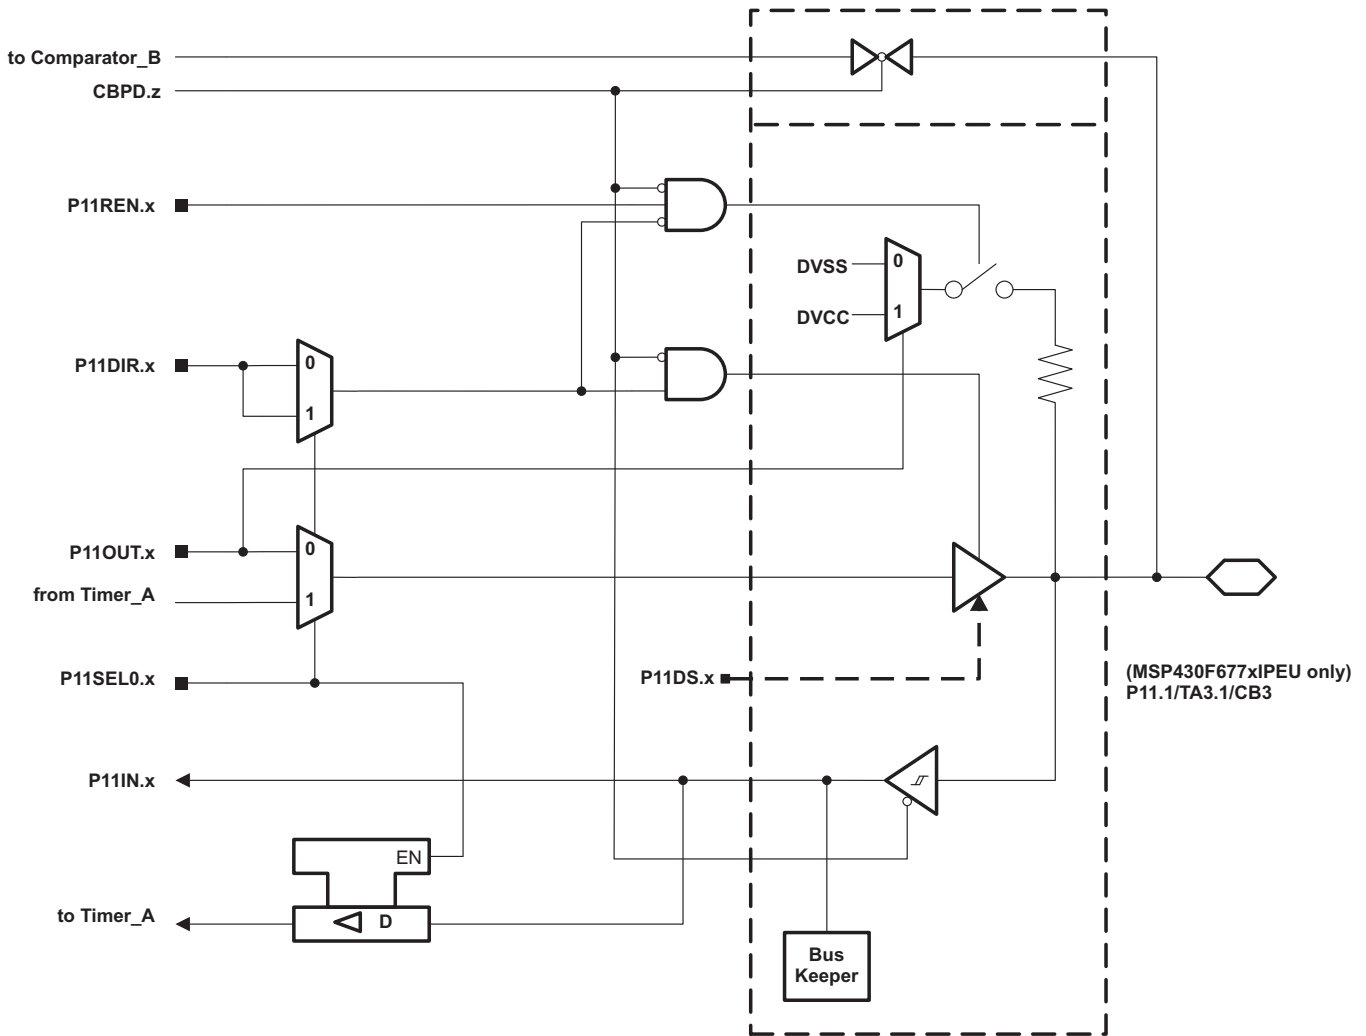 to Comparator_B
CBPD.z
P11REN.x
DVSS
0
DVCC
1
P11DIR.x
0
1
P11OUT.x
0
from Timer_A
1
P11SEL0.x
P11DS.x
(MSP430F677xIPEU only)
P11.1/TA3.1/CB3
P11IN.x
EN
to Timer_A
D
Bus
Keeper